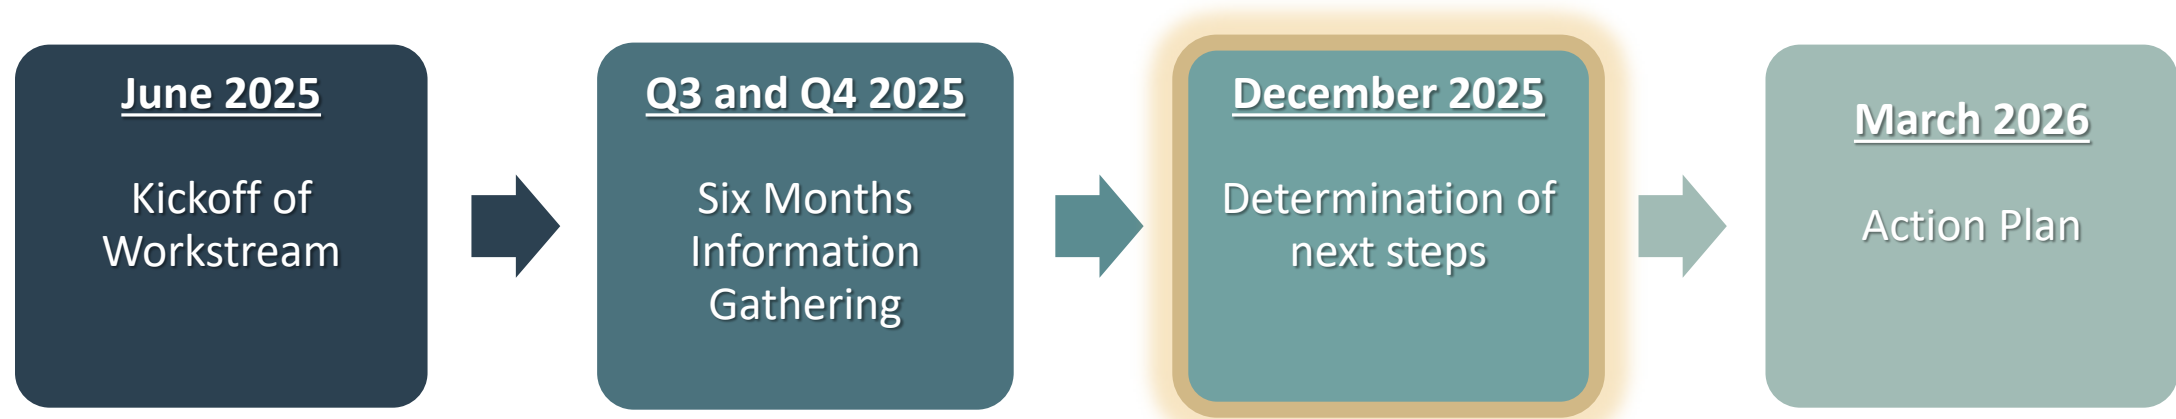 June 2025
Kickoff of
Workstream
Q3 and Q4 2025
Six Months
Information
Gathering
December 2025
Determination of
next steps
March 2026
Action Plan